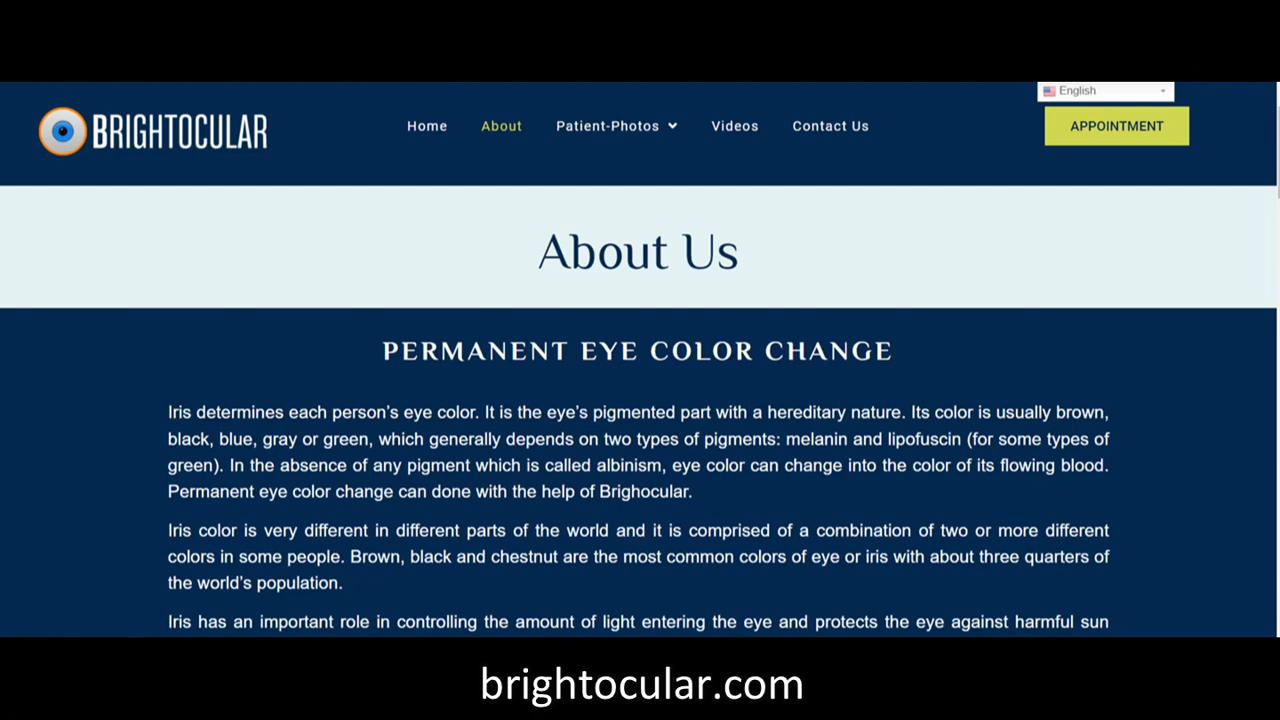 English
BRIGHTOCULAR
Home About Patient-Photos Videos Contact Us
APPOINTMENT
About Us
PERMANENT EYE COLOR CHANGE
Iris determines each person’s eye color. It is the eye’s pigmented part with a hereditary nature. Its color is usually brown,
black, blue, gray or green, which generally depends on two types of pigments: melanin and lipofuscin (for some types of
green). In the absence of any pigment which is called albinism, eye color can change into the color of its flowing blood.
Permanent eye color change can done with the help of Brighocular.
Iris color is very different in different parts of the world and it is comprised of a combination of two or more different
colors in some people. Brown, black and chestnut are the most common colors of eye or iris with about three quarters of
the world’s population.
Iris has an important role in controlling the amount of light entering the eye and protects the eye against harmful sun
brightocular.com